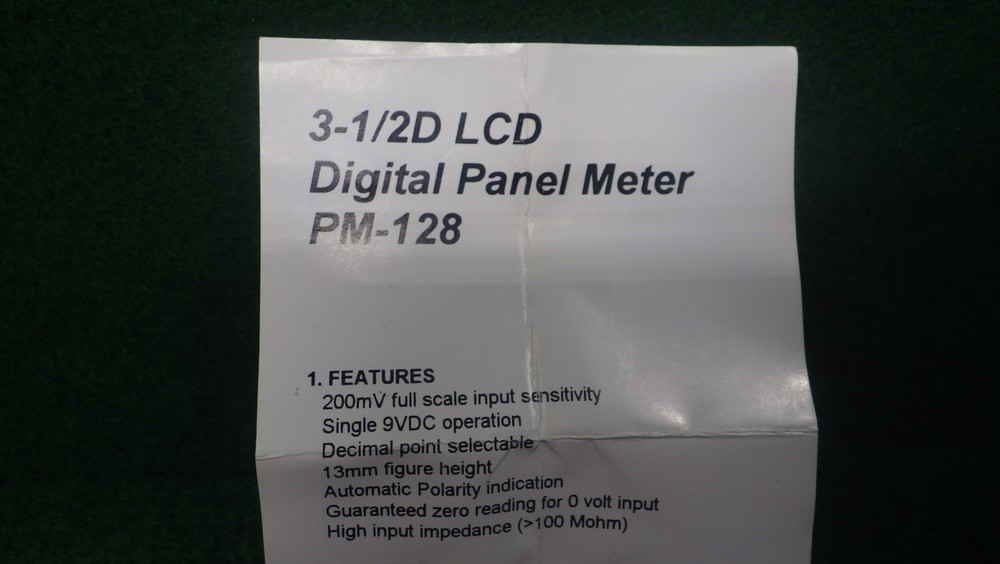 3-1/2D LCD
Digital Panel Meter
PM-128
1. FEATURES
200mV full scale input sensitivity
Single 9VDC operation
Decimal point selectable
13mm figure height
Automatic Polarity indication
Guaranteed zero reading for 0 volt input
High input impedance (>100 Mohm)